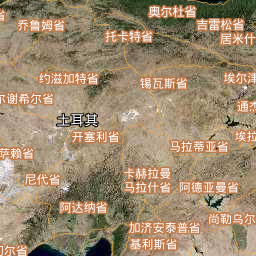 奥尔杜省
乔鲁姆省
吉雷松省
托卡特省
居米什
约滋加特省
锡瓦斯省
埃尔津
尔谢希尔省
通杰
土耳其
开塞利省
埃拉
马拉蒂亚省
萨赖省
尼代省
卡赫拉曼
马拉什省
阿德亚曼省
阿达纳省
尚勒乌尔
加济安泰普省
基利斯省
切尔省